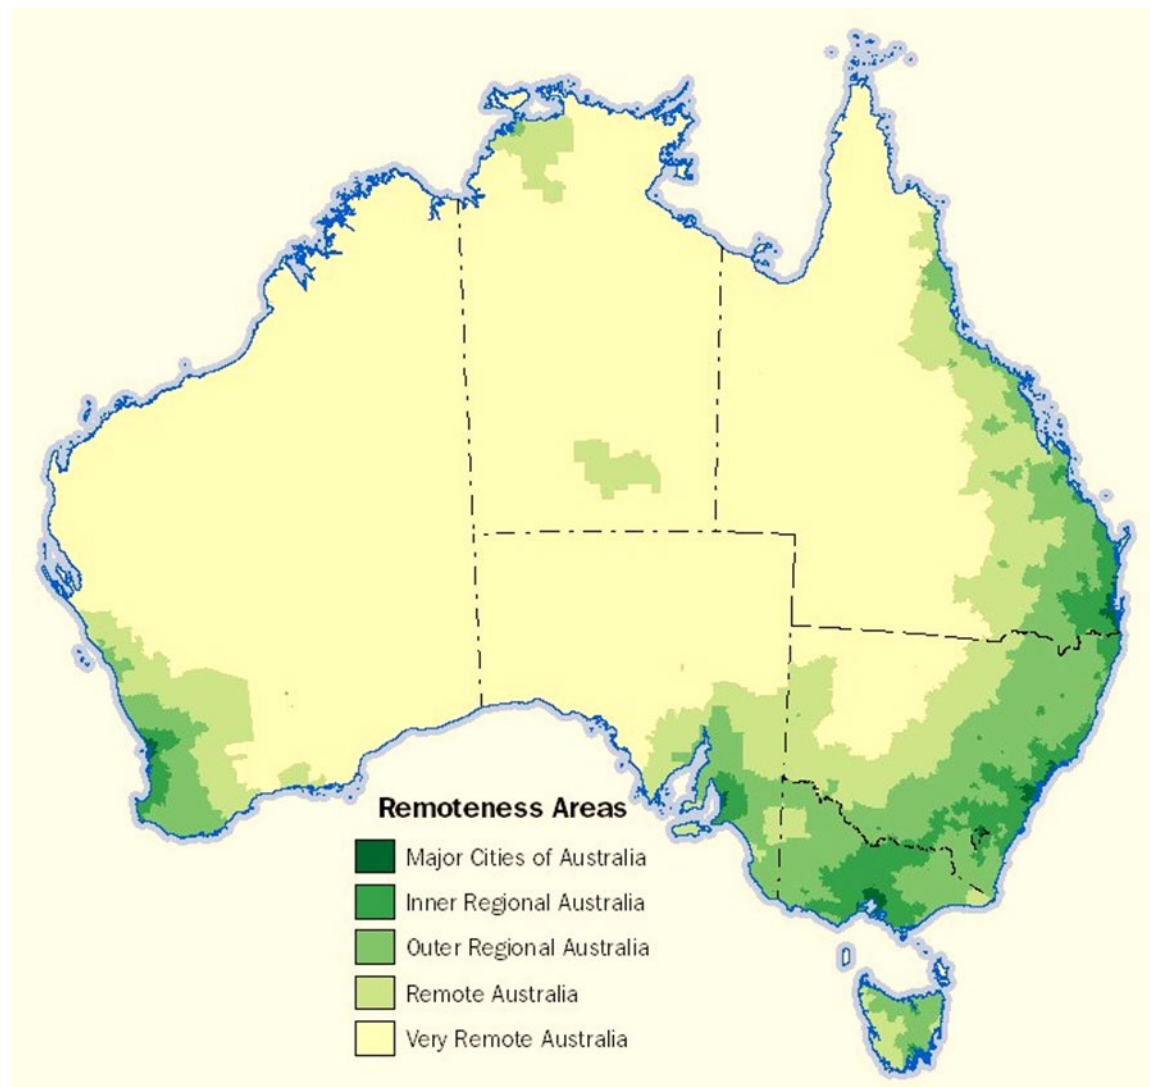 Remoteness Areas
Major Cities of Australia
Inner Regional Australia
Outer Regional Australia
Remote Australia
Very Remote Australia